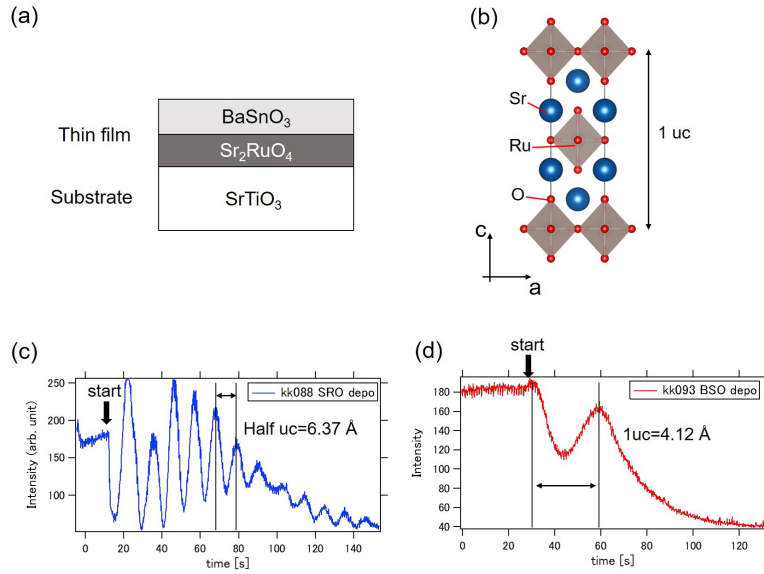 (a)
Thin film
BaSnO₃
Sr₂RuO₄
Substrate
SrTiO₃
(b)
Sr
Ru
O
1 uc
c
a
(c)
start
kk088 SRO depo
Half uc=6.37 Å
Intensity (arb. unit)
250
200
150
100
0 20 40 60 80 100 120 140
time [s]
(d)
start
kk093 BSO depo
1uc=4.12 Å
Intensity
180
160
140
120
100
80
60
40
0 20 40 60 80 100 120
time [s]